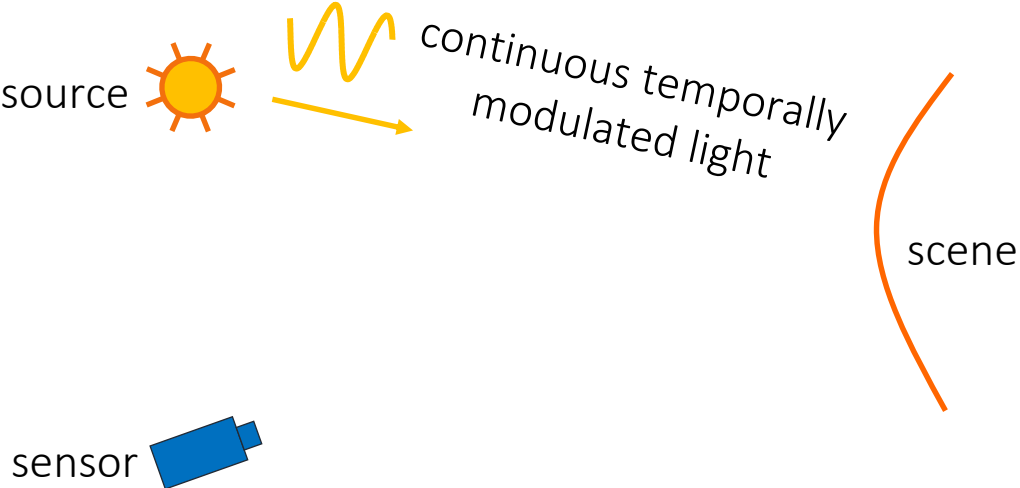 continuous temporally
modulated light
source
scene
sensor